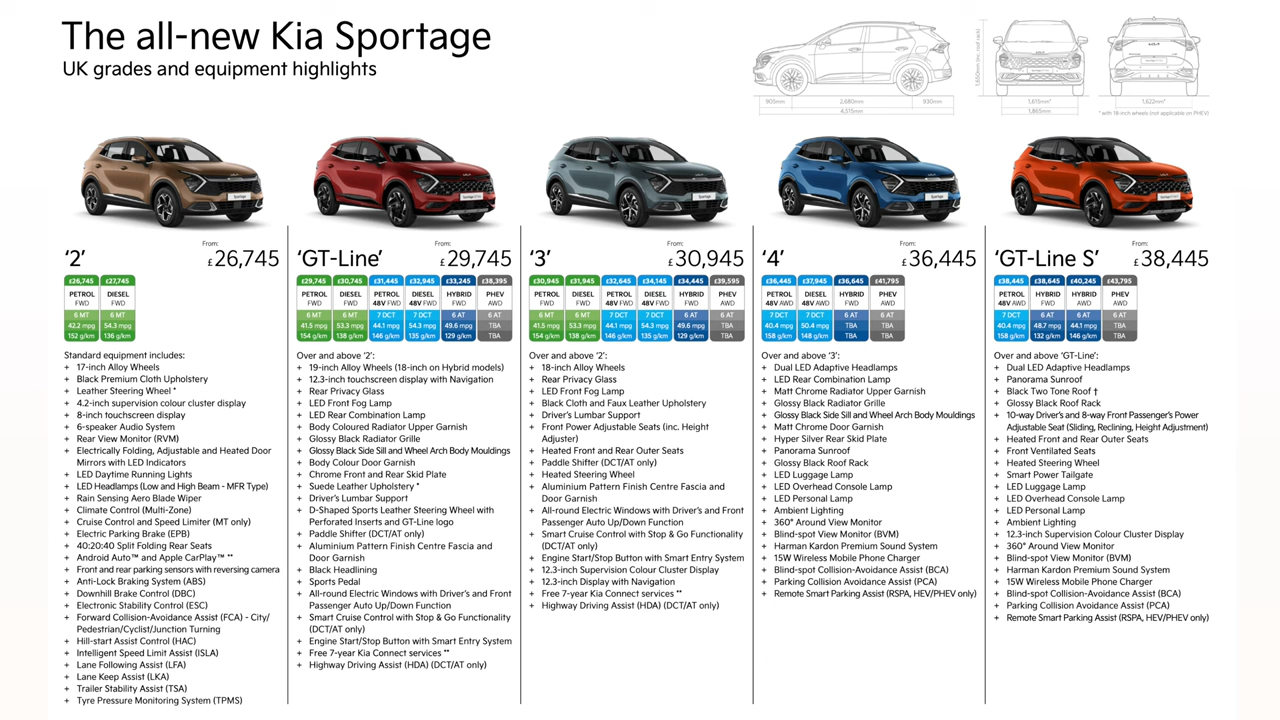 The all-new Kia Sportage
UK grades and equipment highlights
1,650mm (inc. roof rack)
905mm 2,680mm 930mm
4,515mm
1,615mm*
1,865mm
1,622mm*
* with 18-inch wheels (not applicable on PHEV)
‘2’
From:
£26,745
£26,745 £27,745
PETROL DIESEL
FWD FWD
6 MT 6 MT
42.2 mpg 54.3 mpg
158 g/km 136 g/km
Standard equipment includes:
+ 17-inch Alloy Wheels
+ Black Premium Cloth Upholstery
+ Leather Steering Wheel *
+ 4.2-inch supervision colour cluster display
+ 8-inch touchscreen display
+ 6-speaker Audio System
+ Rear View Monitor (RVM)
+ Electrically Folding, Adjustable and Heated Door
Mirrors with LED Indicators
+ LED Daytime Running Lights
+ LED Headlamps (Low and High Beam - MFR Type)
+ Rain Sensing Aero Blade Wiper
+ Climate Control (Multi-Zone)
+ Cruise Control and Speed Limiter (MT only)
+ Electric Parking Brake (EPB)
+ 40:20:40 Split Folding Rear Seats
+ Android Auto™ and Apple CarPlay™ **
+ Front and rear parking sensors with reversing camera
+ Anti-Lock Braking System (ABS)
+ Downhill Brake Control (DBC)
+ Electronic Stability Control (ESC)
+ Forward Collision-Avoidance Assist (FCA) - City/
Pedestrian/Cyclist/Junction Turning
+ Hill-start Assist Control (HAC)
+ Intelligent Speed Limit Assist (ISLA)
+ Lane Following Assist (LFA)
+ Lane Keep Assist (LKA)
+ Trailer Stability Assist (TSA)
+ Tyre Pressure Monitoring System (TPMS)
‘GT-Line’
From:
£29,745
£29,745 £30,745 £31,445 £32,945 £33,245 £38,395
PETROL DIESEL PETROL DIESEL HYBRID PHEV
FWD FWD 48V FWD 48V FWD FWD AWD
6 MT 6 MT 7 DCT 7 DCT 6 AT 6 AT
41.5 mpg 53.3 mpg 44.1 mpg 54.3 mpg 49.6 mpg TBA
154 g/km 138 g/km 146 g/km 135 g/km 129 g/km TBA
Over and above ‘2’:
+ 19-inch Alloy Wheels (18-inch on Hybrid models)
+ 12.3-inch touchscreen display with Navigation
+ Rear Privacy Glass
+ LED Front Fog Lamp
+ LED Rear Combination Lamp
+ Body Coloured Radiator Upper Garnish
+ Glossy Black Radiator Grille
+ Glossy Black Side Sill and Wheel Arch Body Mouldings
+ Body Colour Door Garnish
+ Chrome Front and Rear Skid Plate
+ Suede Leather Upholstery *
+ Driver’s Lumbar Support
+ D-Shaped Sports Leather Steering Wheel with
Perforated Inserts and GT-Line logo
+ Paddle Shifter (DCT/AT only)
+ Aluminium Pattern Finish Centre Fascia and
Door Garnish
+ Black Headlining
+ Sports Pedal
+ All-round Electric Windows with Driver’s and Front
Passenger Auto Up/Down Function
+ Smart Cruise Control with Stop & Go Functionality
(DCT/AT only)
+ Engine Start/Stop Button with Smart Entry System
+ Free 7-year Kia Connect services **
+ Highway Driving Assist (HDA) (DCT/AT only)
‘3’
From:
£30,945
£30,945 £31,945 £32,645 £34,145 £34,445 £39,595
PETROL DIESEL PETROL DIESEL HYBRID PHEV
FWD FWD 48V FWD 48V FWD FWD AWD
6 MT 6 MT 7 DCT 7 DCT 6 AT 6 AT
41.5 mpg 53.3 mpg 44.1 mpg 54.3 mpg 49.6 mpg TBA
154 g/km 138 g/km 146 g/km 135 g/km 129 g/km TBA
Over and above ‘2’:
+ 18-inch Alloy Wheels
+ Rear Privacy Glass
+ LED Front Fog Lamp
+ Black Cloth and Faux Leather Upholstery
+ Driver’s Lumbar Support
+ Front Power Adjustable Seats (inc. Height
Adjuster)
+ Heated Front and Rear Outer Seats
+ Paddle Shifter (DCT/AT only)
+ Heated Steering Wheel
+ Aluminium Pattern Finish Centre Fascia and
Door Garnish
+ All-round Electric Windows with Driver’s and Front
Passenger Auto Up/Down Function
+ Smart Cruise Control with Stop & Go Functionality
(DCT/AT only)
+ Engine Start/Stop Button with Smart Entry System
+ 12.3-inch Supervision Colour Cluster Display
+ 12.3-inch Display with Navigation
+ Free 7-year Kia Connect services **
+ Highway Driving Assist (HDA) (DCT/AT only)
‘4’
From:
£36,445
£36,445 £37,945 £36,645 £41,795
PETROL DIESEL HYBRID PHEV
48V AWD 48V AWD FWD AWD
7 DCT 7 DCT 6 AT 6 AT
40.4 mpg 50.4 mpg TBA TBA
158 g/km 148 g/km TBA TBA
Over and above ‘3’:
+ Dual LED Adaptive Headlamps
+ LED Rear Combination Lamp
+ Matt Chrome Radiator Upper Garnish
+ Glossy Black Radiator Grille
+ Glossy Black Side Sill and Wheel Arch Body Mouldings
+ Matt Chrome Door Garnish
+ Hyper Silver Rear Skid Plate
+ Panorama Sunroof
+ Glossy Black Roof Rack
+ LED Luggage Lamp
+ LED Overhead Console Lamp
+ LED Personal Lamp
+ Ambient Lighting
+ 360° Around View Monitor
+ Blind-spot View Monitor (BVM)
+ Harman Kardon Premium Sound System
+ 15W Wireless Mobile Phone Charger
+ Blind-spot Collision-Avoidance Assist (BCA)
+ Parking Collision Avoidance Assist (PCA)
+ Remote Smart Parking Assist (RSPA, HEV/PHEV only)
‘GT-Line S’
From:
£38,445
£38,445 £38,645 £40,245 £43,795
PETROL HYBRID HYBRID PHEV
48V AWD FWD AWD AWD
7 DCT 6 AT 6 AT 6 AT
40.4 mpg 48.7 mpg 44.1 mpg TBA
158 g/km 132 g/km 146 g/km TBA
Over and above ‘GT-Line’:
+ Dual LED Adaptive Headlamps
+ Panorama Sunroof
+ Black Two Tone Roof †
+ Glossy Black Roof Rack
+ 10-way Driver’s and 8-way Front Passenger’s Power
Adjustable Seat (Sliding, Reclining, Height Adjustment)
+ Heated Front and Rear Outer Seats
+ Front Ventilated Seats
+ Heated Steering Wheel
+ Smart Power Tailgate
+ LED Luggage Lamp
+ LED Overhead Console Lamp
+ LED Personal Lamp
+ Ambient Lighting
+ 12.3-inch Supervision Colour Cluster Display
+ 360° Around View Monitor
+ Blind-spot View Monitor (BVM)
+ Harman Kardon Premium Sound System
+ 15W Wireless Mobile Phone Charger
+ Blind-spot Collision-Avoidance Assist (BCA)
+ Parking Collision Avoidance Assist (PCA)
+ Remote Smart Parking Assist (RSPA, HEV/PHEV only)